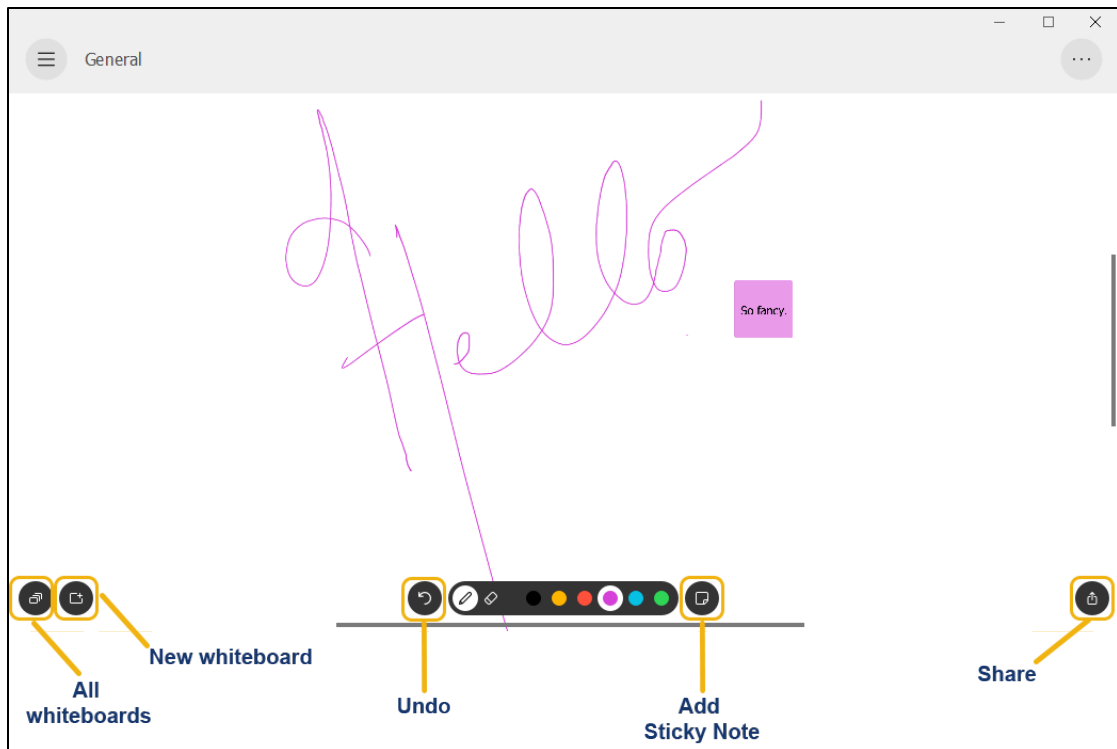 General
Hello
So fancy.
New whiteboard
All
whiteboards
Undo
Add
Sticky Note
Share